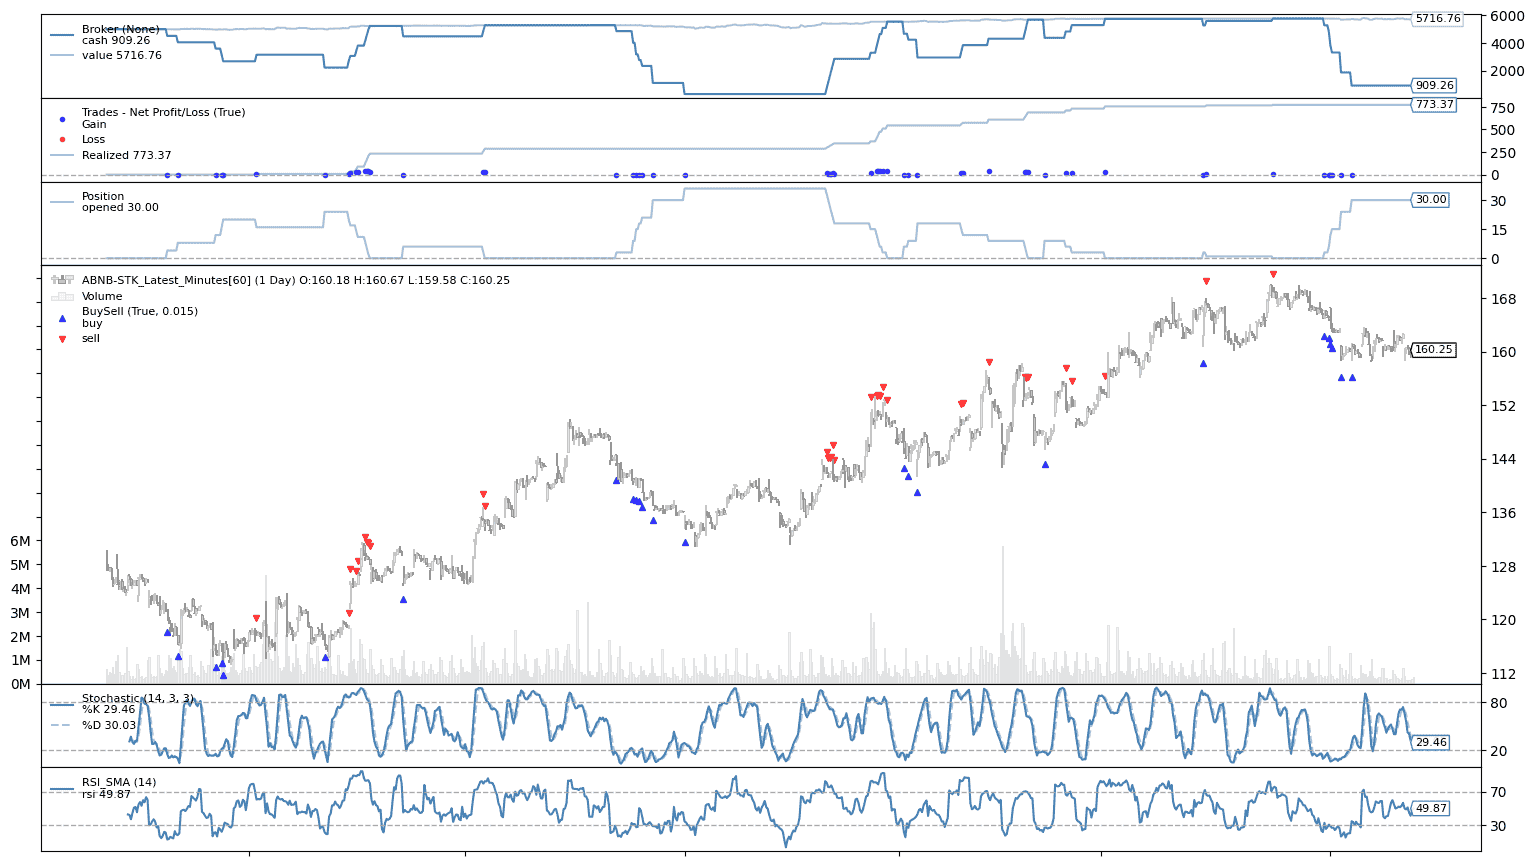 Broker (None)
cash 909.26
value 5716.76
5716.76
6000
4000
2000
909.26
Trades - Net Profit/Loss (True)
Gain
Loss
Realized 773.37
773.37
750
500
250
0
Position
opened 30.00
30.00
30
15
0
ABNB-STK_Latest_Minutes[60] (1 Day) O:160.18 H:160.67 L:159.58 C:160.25
Volume
BuySell (True, 0.015)
buy
sell
168
160
160.25
152
144
136
128
120
112
6M
5M
4M
3M
2M
1M
0M
Stochastic (14, 3, 3)
%K 29.46
%D 30.03
80
29.46
20
RSI_SMA (14)
rsi 49.87
70
49.87
30